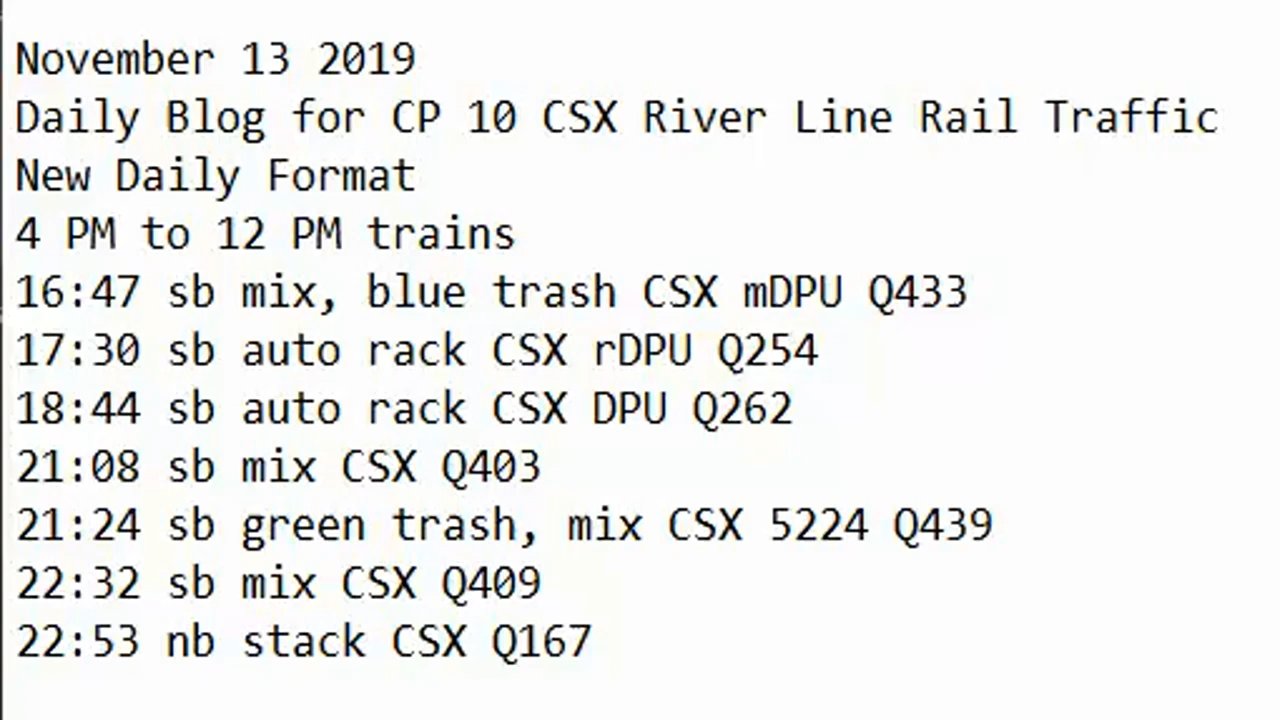 November 13 2019
Daily Blog for CP 10 CSX River Line Rail Traffic
New Daily Format
4 PM to 12 PM trains
16:47 sb mix, blue trash CSX mDPU Q433
17:30 sb auto rack CSX rDPU Q254
18:44 sb auto rack CSX DPU Q262
21:08 sb mix CSX Q403
21:24 sb green trash, mix CSX 5224 Q439
22:32 sb mix CSX Q409
22:53 nb stack CSX Q167